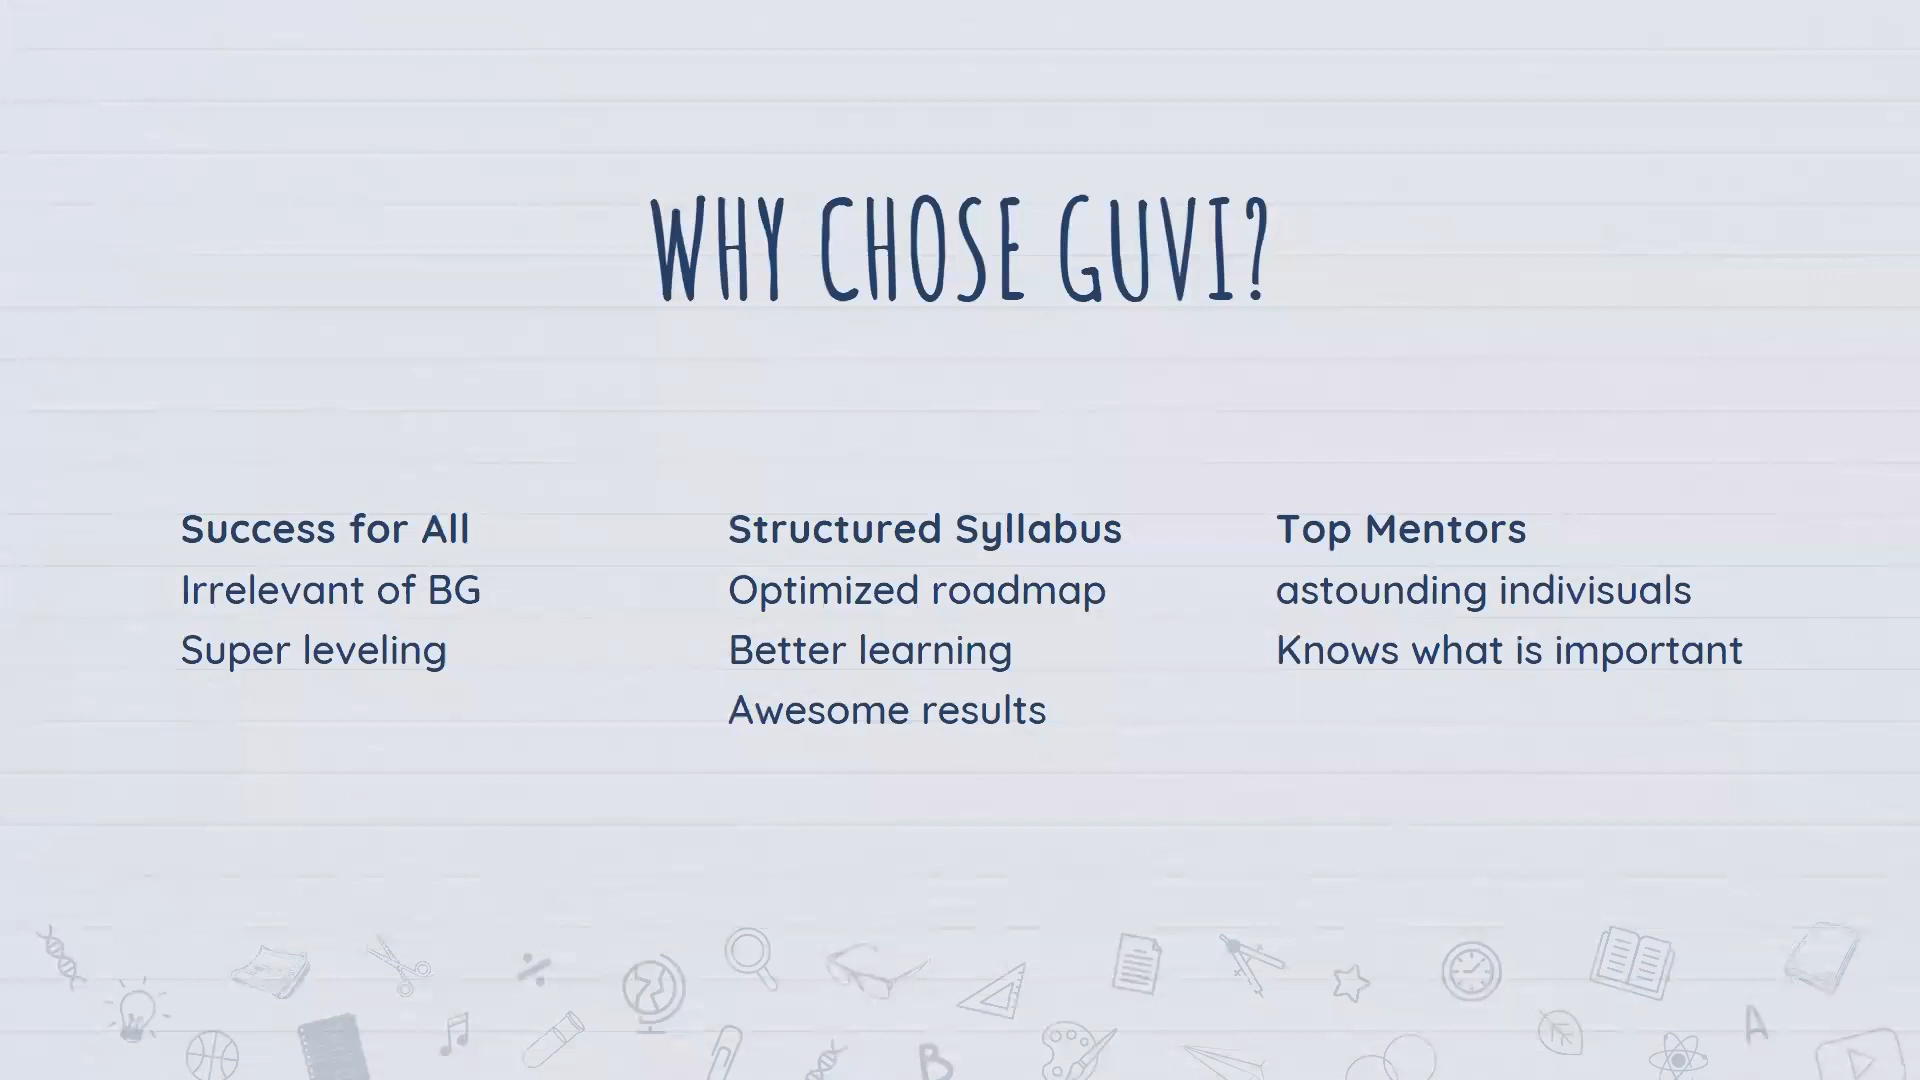 WHY CHOSE GUVI?
Success for All
Irrelevant of BG
Super leveling
Structured Syllabus
Optimized roadmap
Better learning
Awesome results
Top Mentors
astounding indivisuals
Knows what is important
B
A